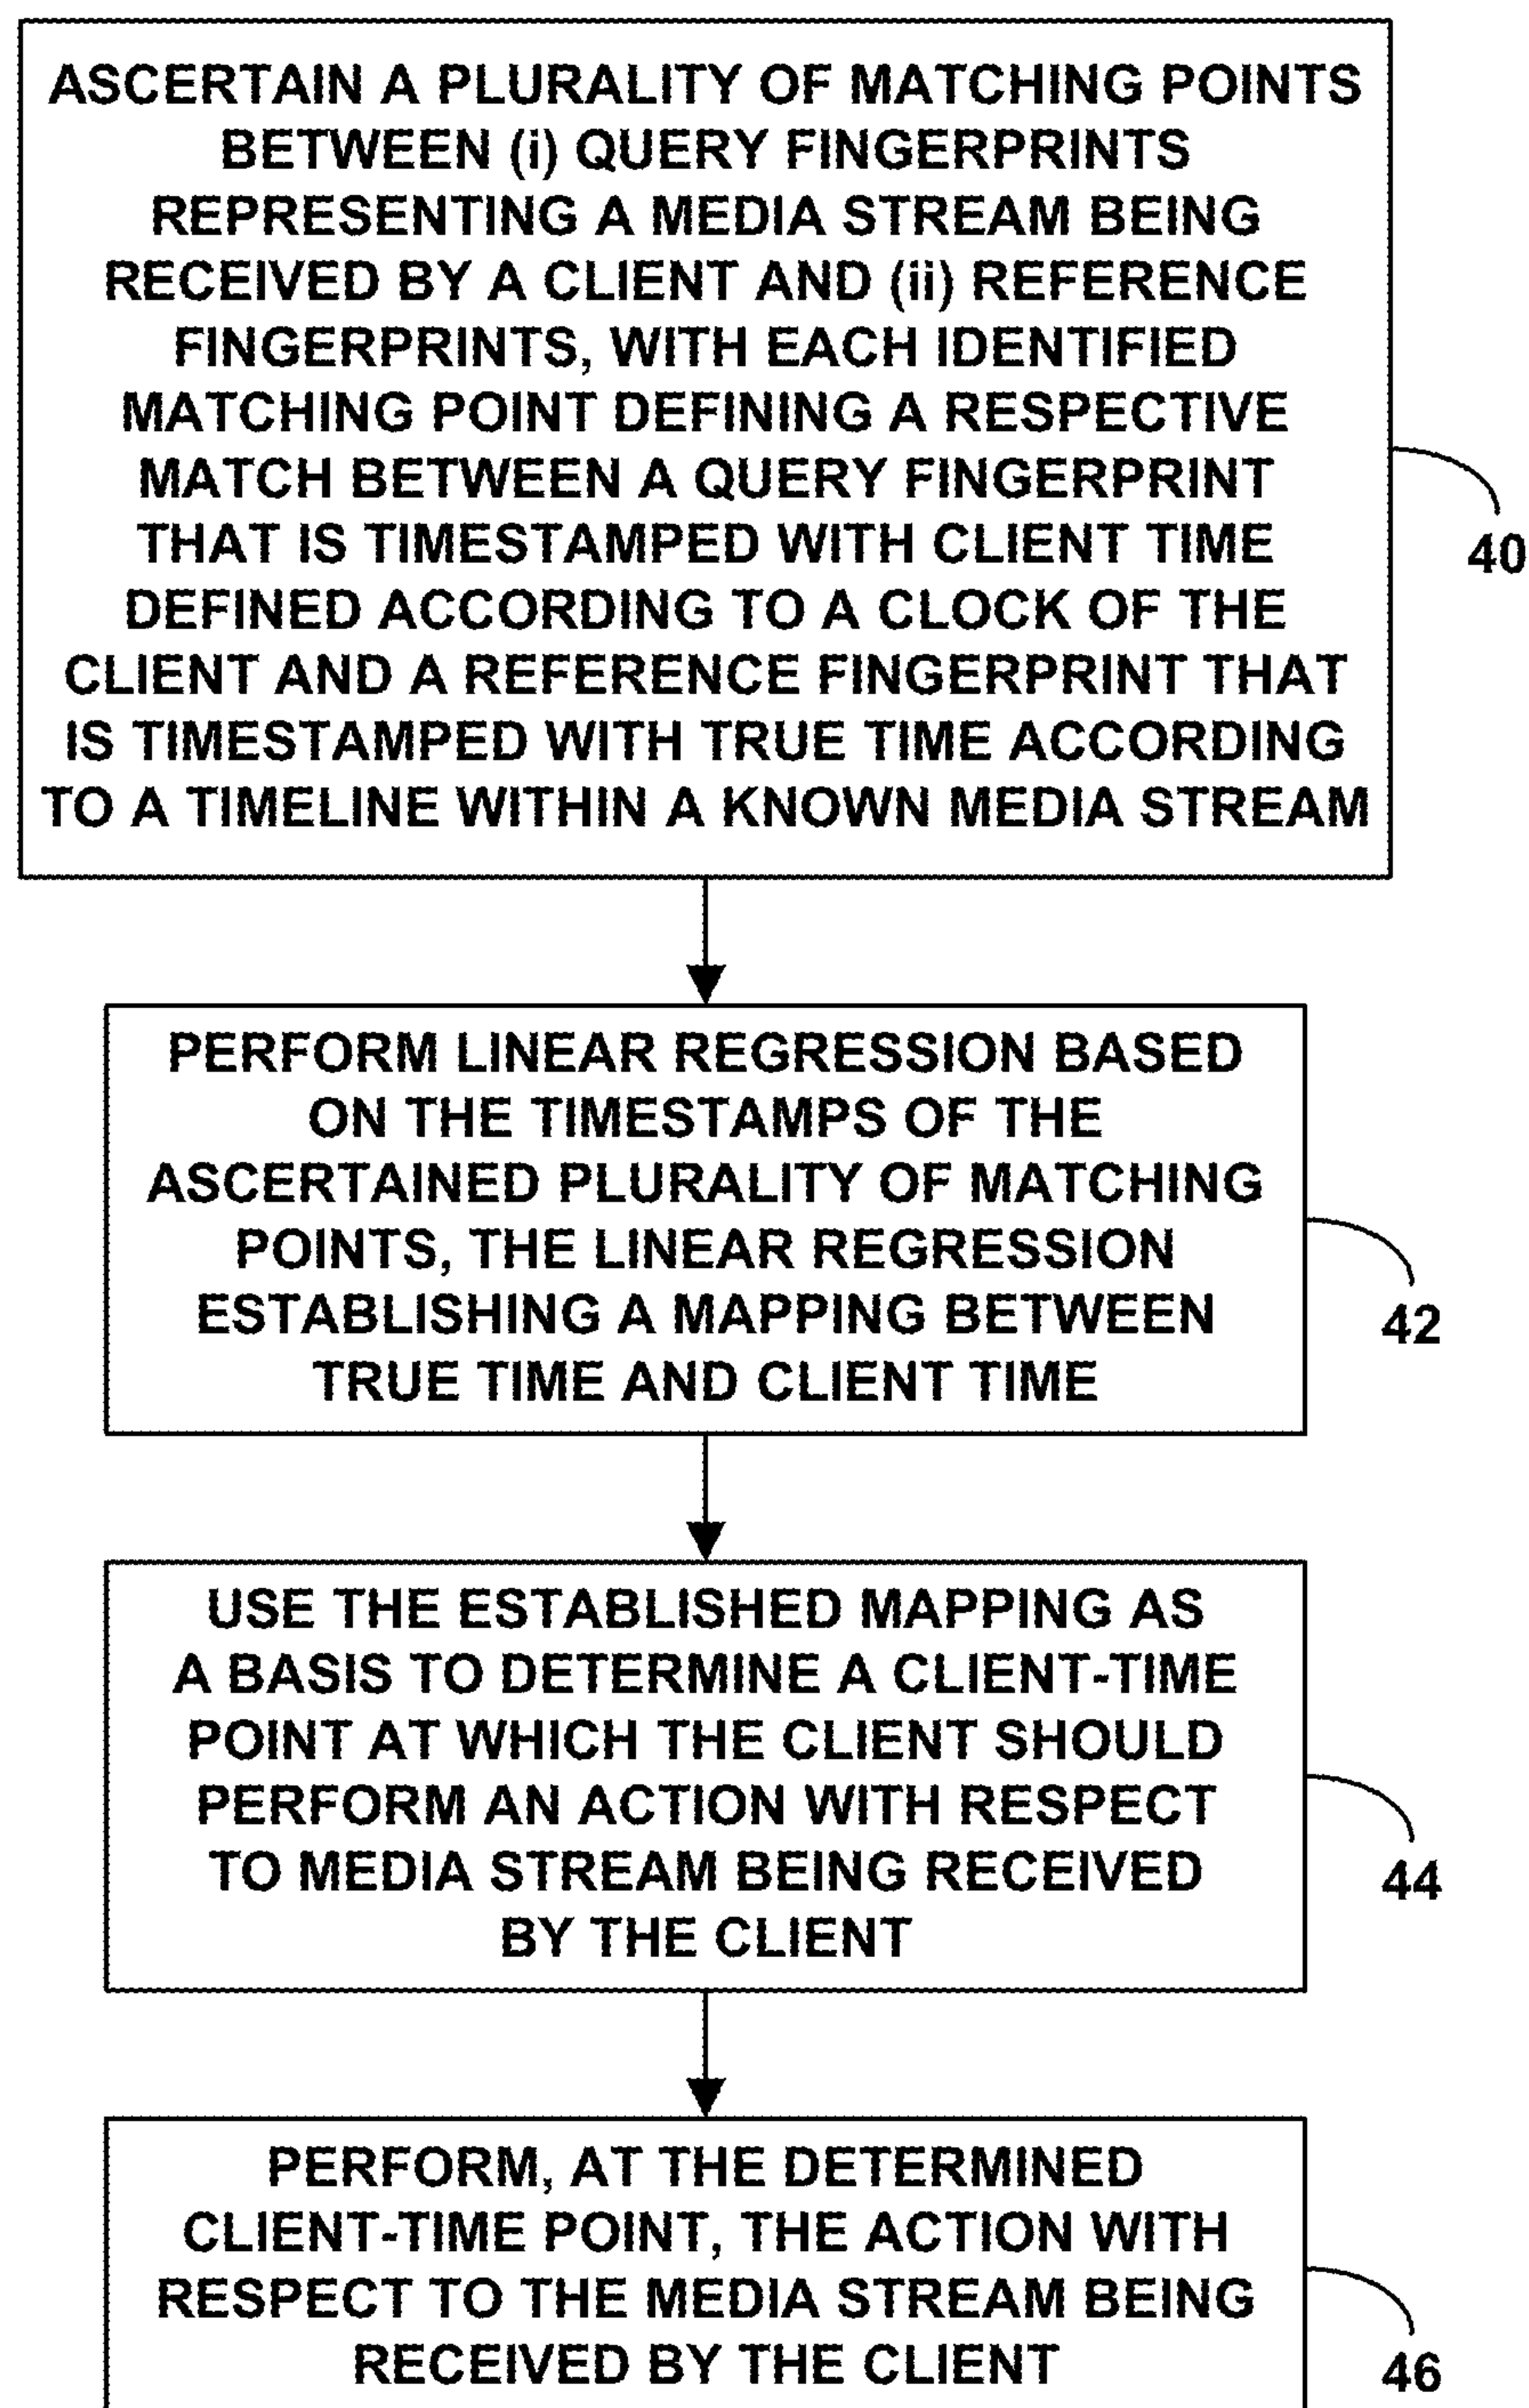 ASCERTAIN A PLURALITY OF MATCHING POINTS
BETWEEN (i) QUERY FINGERPRINTS
REPRESENTING A MEDIA STREAM BEING
RECEIVED BY A CLIENT AND (ii) REFERENCE
FINGERPRINTS, WITH EACH IDENTIFIED
MATCHING POINT DEFINING A RESPECTIVE
MATCH BETWEEN A QUERY FINGERPRINT
THAT IS TIMESTAMPED WITH CLIENT TIME
DEFINED ACCORDING TO A CLOCK OF THE
CLIENT AND A REFERENCE FINGERPRINT THAT
IS TIMESTAMPED WITH TRUE TIME ACCORDING
TO A TIMELINE WITHIN A KNOWN MEDIA STREAM
40
PERFORM LINEAR REGRESSION BASED
ON THE TIMESTAMPS OF THE
ASCERTAINED PLURALITY OF MATCHING
POINTS, THE LINEAR REGRESSION
ESTABLISHING A MAPPING BETWEEN
TRUE TIME AND CLIENT TIME
42
USE THE ESTABLISHED MAPPING AS
A BASIS TO DETERMINE A CLIENT-TIME
POINT AT WHICH THE CLIENT SHOULD
PERFORM AN ACTION WITH RESPECT
TO MEDIA STREAM BEING RECEIVED
BY THE CLIENT
44
PERFORM, AT THE DETERMINED
CLIENT-TIME POINT, THE ACTION WITH
RESPECT TO THE MEDIA STREAM BEING
RECEIVED BY THE CLIENT
46